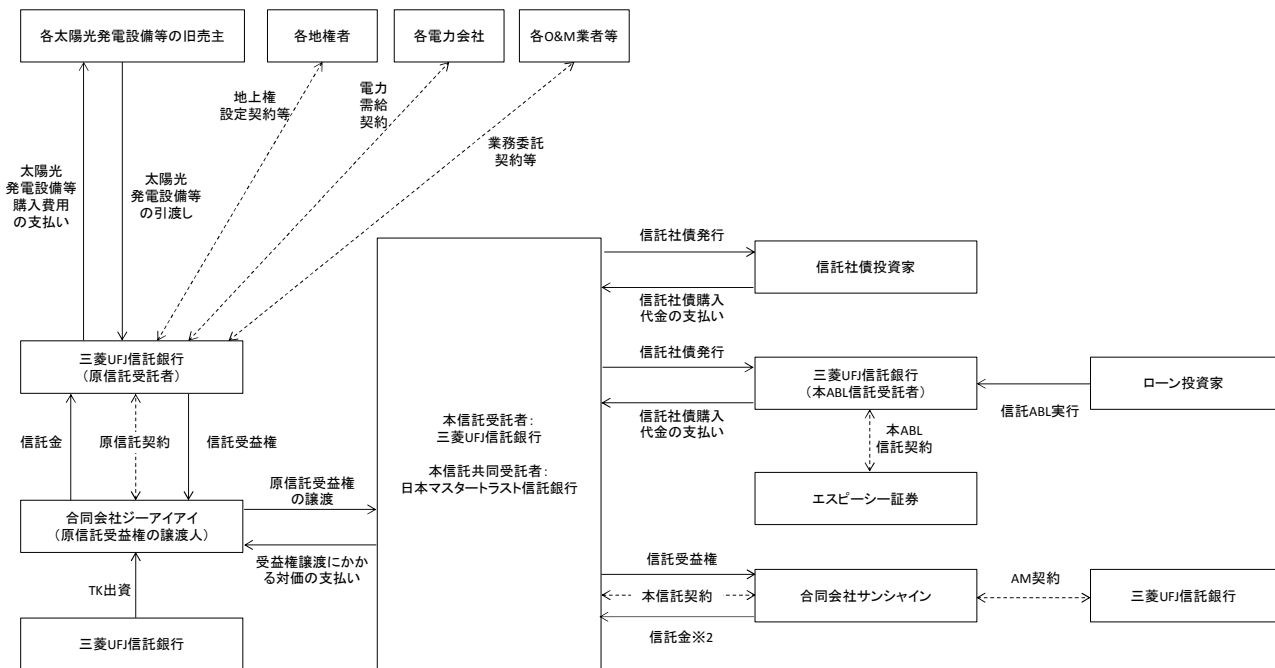 各太陽光発電設備等の旧売主
各地権者
各電力会社
各O&M業者等
地上権
設定契約等
電力
需給
契約
業務委託
契約等
太陽光
発電設備等
購入費用
の支払い
太陽光
発電設備等
の引渡し
三菱UFJ信託銀行
（原信託受託者）
信託金
原信託契約
信託受益権
合同会社ジーアイアイ
（原信託受益権の譲渡人）
TK出資
三菱UFJ信託銀行
原信託受益権
の譲渡
受益権譲渡にかか
る対価の支払い
本信託受託者：
三菱UFJ信託銀行
本信託共同受託者：
日本マスタートラスト信託銀行
信託社債発行
信託社債購入
代金の支払い
信託社債投資家
信託社債発行
信託社債購入
代金の支払い
三菱UFJ信託銀行
（本ABL信託受託者）
信託ABL実行
ローン投資家
本ABL
信託契約
エスピーシー証券
信託受益権
本信託契約
信託金※2
合同会社サンシャイン
AM契約
三菱UFJ信託銀行